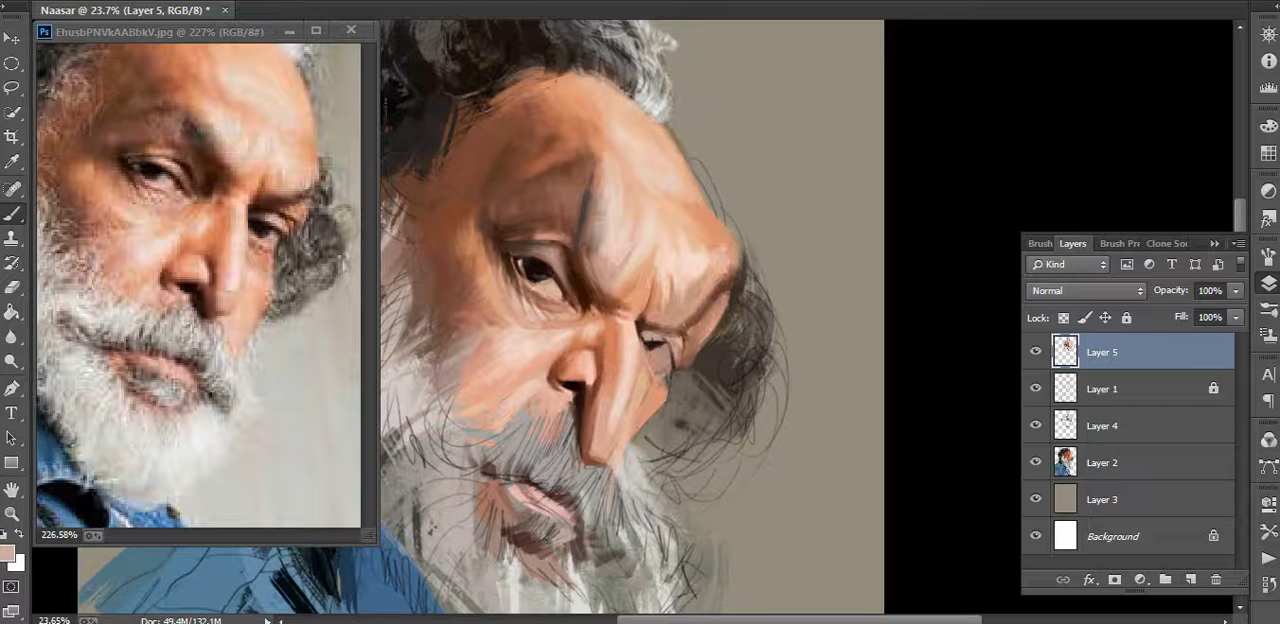 Naasar @ 23.7% (Layer 5, RGB/8) *
EhusbPNVkAABbkV.jpg @ 227% (RGB/8#)
Brush Layers Brush Pre Clone Sou
Kind
Normal Opacity: 100%
Lock: Fill: 100%
Layer 5
Layer 1
Layer 4
Layer 2
Layer 3
Background
fx
226.58%
23.65% Doc: 49.4M/132.1M